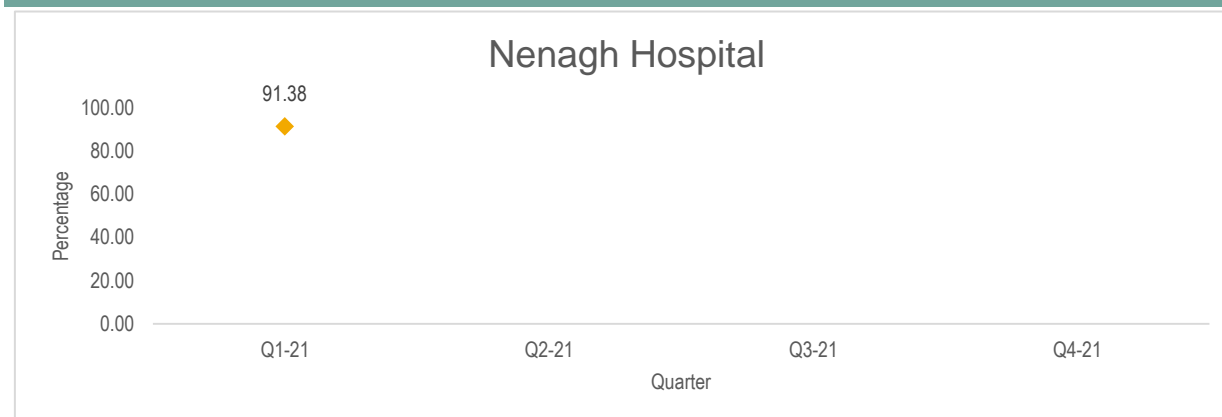 Nenagh Hospital
91.38
100.00
80.00
60.00
40.00
20.00
0.00
Percentage
Q1-21 Q2-21 Q3-21 Q4-21
Quarter